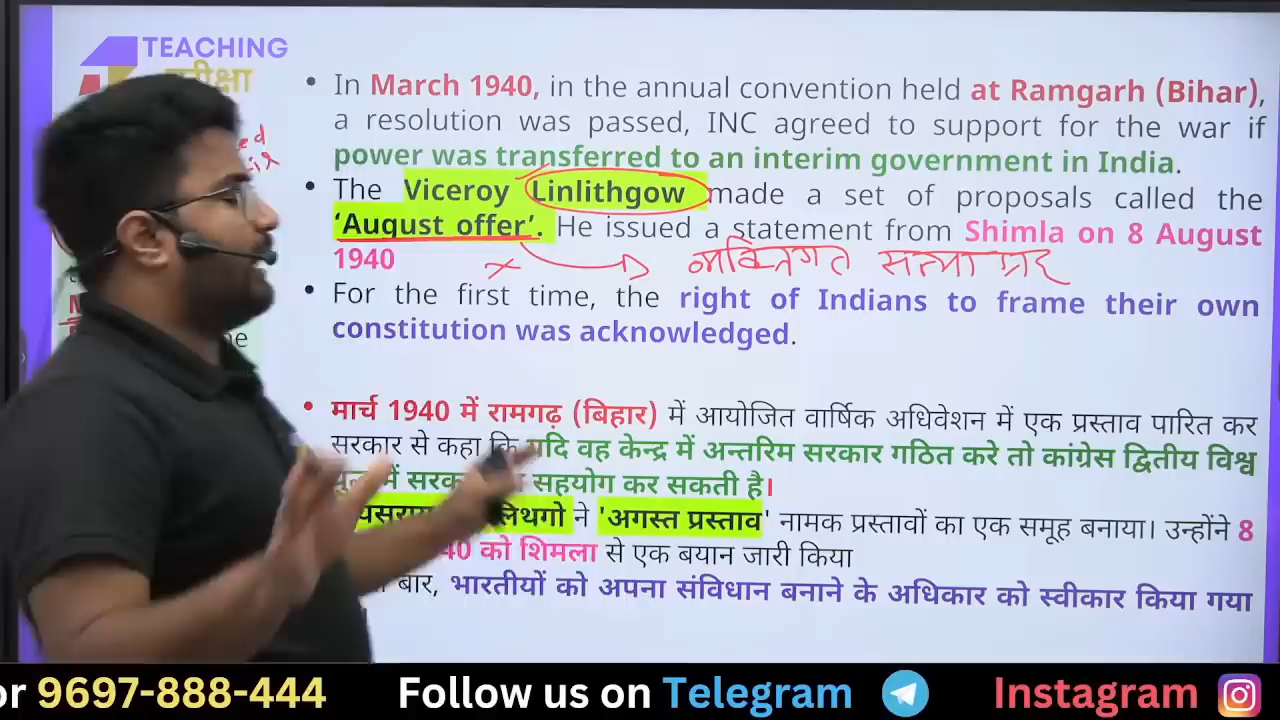 TEACHING
परीक्षा
• In March 1940, in the annual convention held at Ramgarh (Bihar),
a resolution was passed, INC agreed to support for the war if
power was transferred to an interim government in India.
• The Viceroy Linlithgow made a set of proposals called the
‘August offer’. He issued a statement from Shimla on 8 August
1940
• For the first time, the right of Indians to frame their own
constitution was acknowledged.
• मार्च 1940 में रामगढ़ (बिहार) में आयोजित वार्षिक अधिवेशन में एक प्रस्ताव पारित कर
सरकार से कहा कि यदि वह केन्द्र में अन्तरिम सरकार गठित करे तो कांग्रेस द्वितीय विश्व
में सहयोग कर सकती है।
ने 'अगस्त प्रस्ताव' नामक प्रस्तावों का एक समूह बनाया। उन्होंने 8
को शिमला से एक बयान जारी किया
बार, भारतीयों को अपना संविधान बनाने के अधिकार को स्वीकार किया गया
or 9697-888-444 Follow us on Telegram Instagram